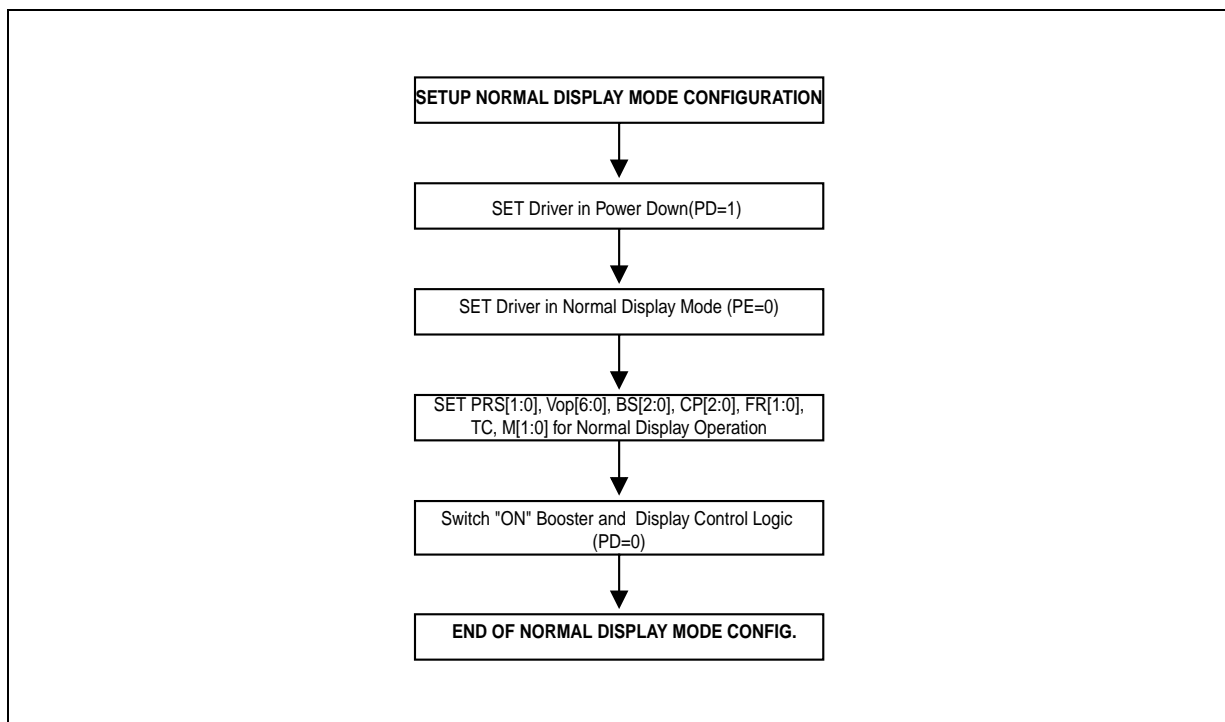 SETUP NORMAL DISPLAY MODE CONFIGURATION
SET Driver in Power Down(PD=1)
SET Driver in Normal Display Mode (PE=0)
SET PRS[1:0], Vop[6:0], BS[2:0], CP[2:0], FR[1:0],
TC, M[1:0] for Normal Display Operation
Switch "ON" Booster and Display Control Logic
(PD=0)
END OF NORMAL DISPLAY MODE CONFIG.